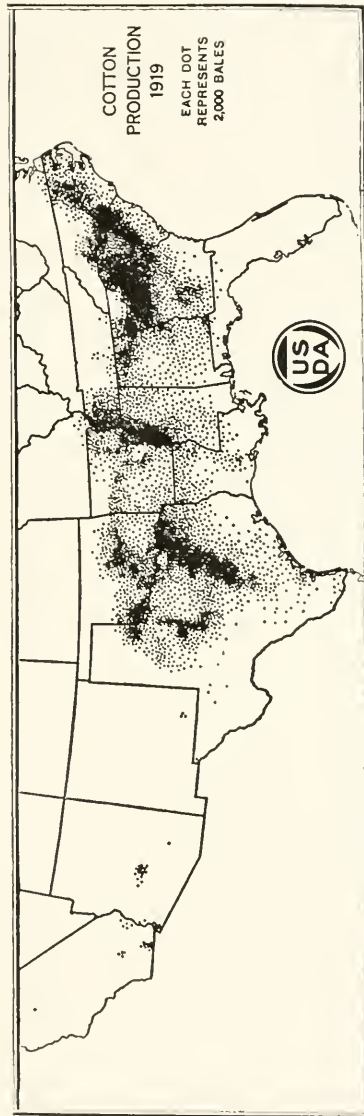 COTTON
PRODUCTION
1919
EACH DOT
REPRESENTS
2,000 BALES
US
DA